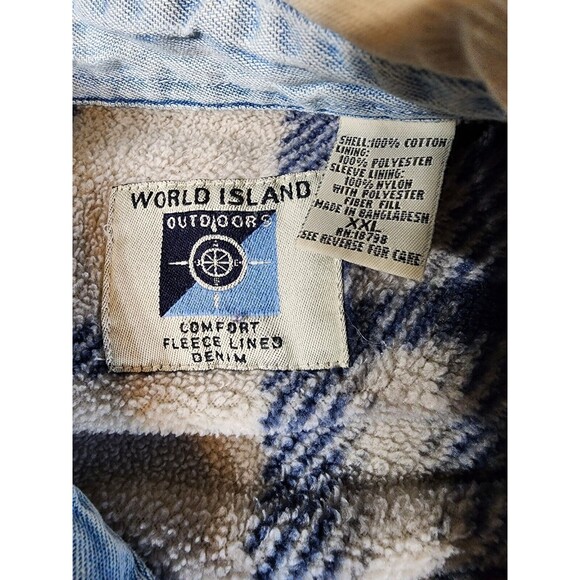 WORLD ISLAND
OUTDOORS
COMFORT
FLEECE LINED
DENIM
SHELL:100% COTTON
LINING:
100% POLYESTER
SLEEVE LINING:
100% NYLON
WITH POLYESTER
FIBER FILL
MADE IN BANGLADESH
XXL
RN:18798
SEE REVERSE FOR CARE